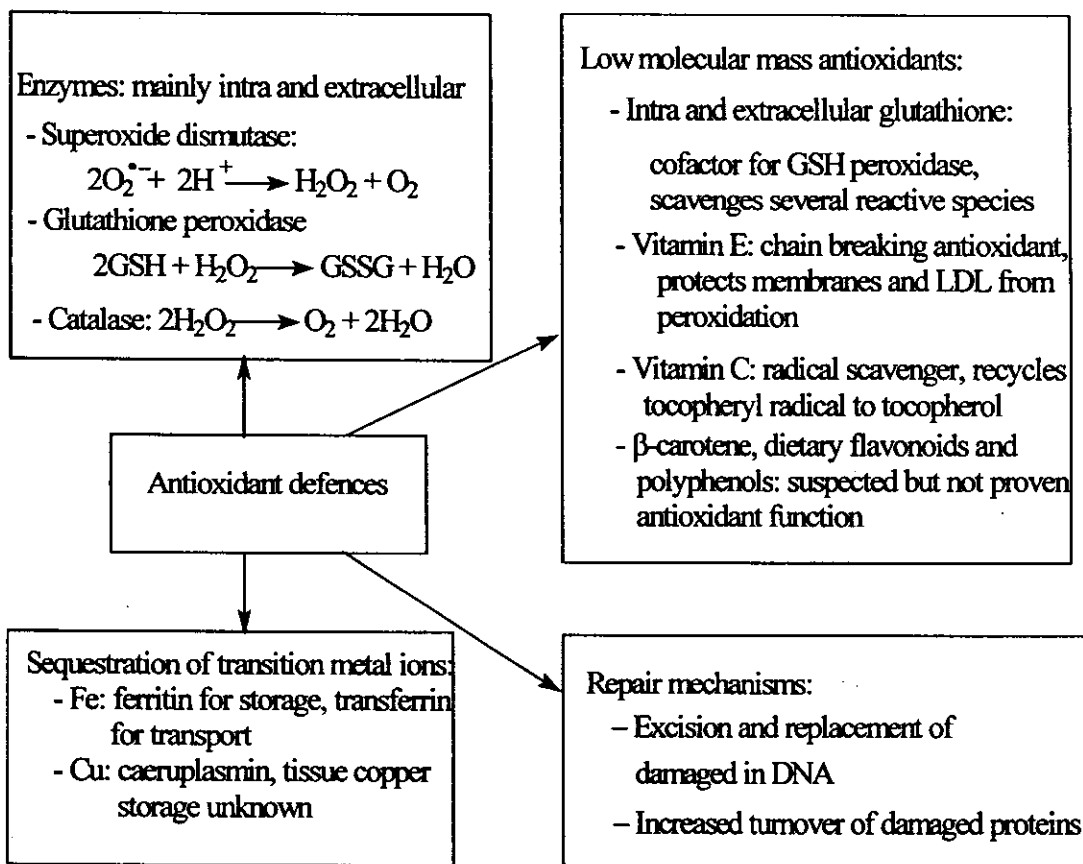 Enzymes: mainly intra and extracellular
- Superoxide dismutase:
2O₂•⁻ + 2H⁺ → H₂O₂ + O₂
- Glutathione peroxidase
2GSH + H₂O₂ → GSSG + H₂O
- Catalase: 2H₂O₂ → O₂ + 2H₂O
Low molecular mass antioxidants:
- Intra and extracellular glutathione:
cofactor for GSH peroxidase,
scavenges several reactive species
- Vitamin E: chain breaking antioxidant,
protects membranes and LDL from
peroxidation
- Vitamin C: radical scavenger, recycles
tocopheryl radical to tocopherol
- β-carotene, dietary flavonoids and
polyphenols: suspected but not proven
antioxidant function
Antioxidant defences
Sequestration of transition metal ions:
- Fe: ferritin for storage, transferrin
for transport
- Cu: caeruplasmin, tissue copper
storage unknown
Repair mechanisms:
– Excision and replacement of
damaged in DNA
– Increased turnover of damaged proteins